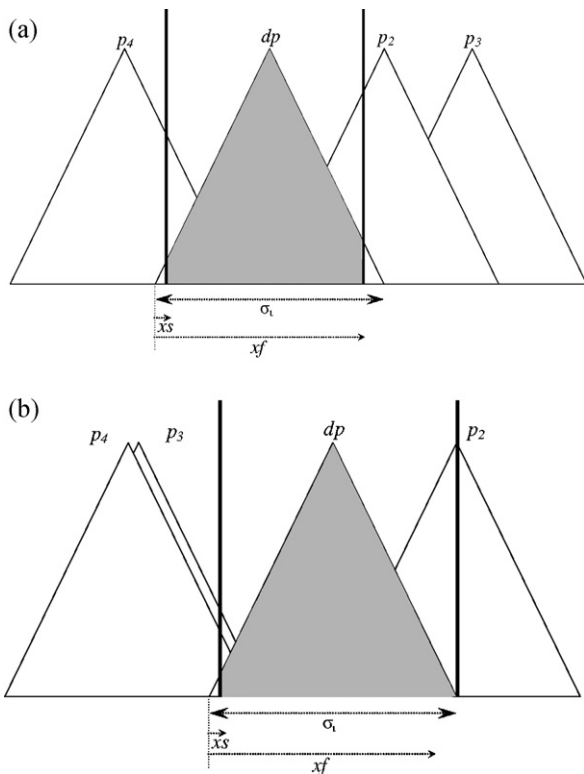 (a)
p4 dp p2 p3
σι
xs
xf
(b)
p4 p3 dp p2
σι
xs
xf